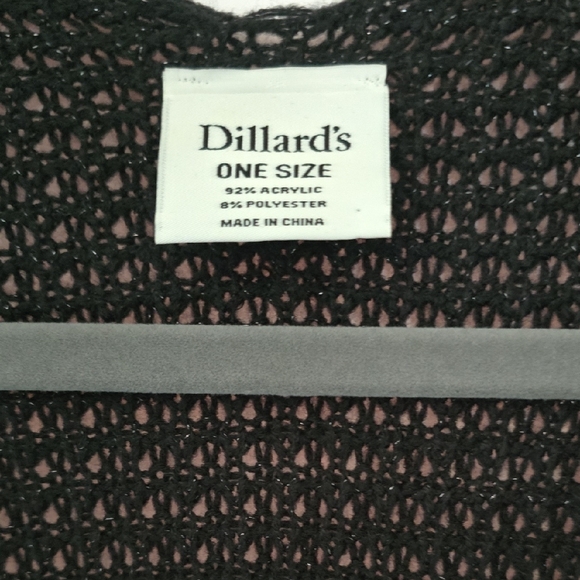 Dillard's
ONE SIZE
92% ACRYLIC
8% POLYESTER
MADE IN CHINA